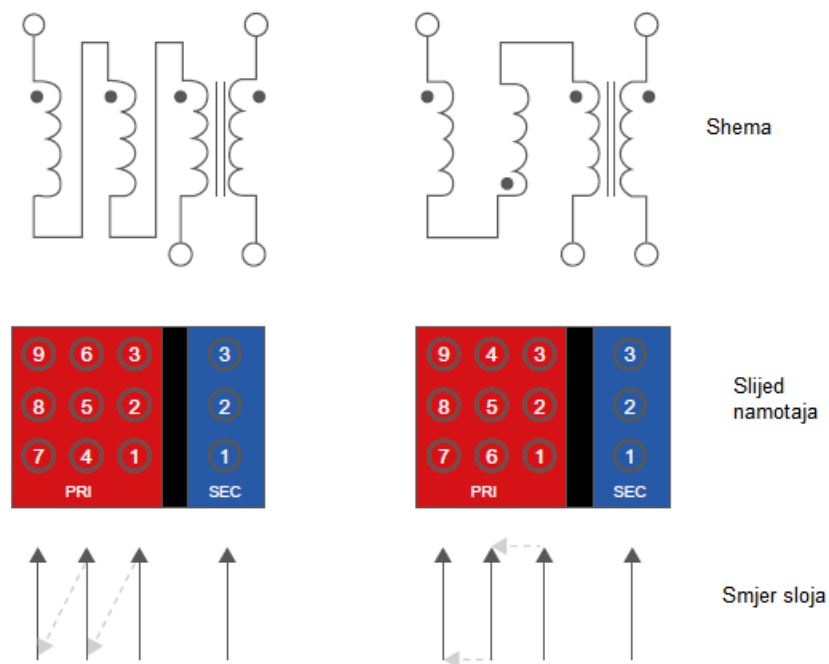 Shema
9 6 3 3
8 5 2 2
7 4 1 1
PRI SEC
9 4 3 3
8 5 2 2
7 6 1 1
PRI SEC
Slijed
namotaja
Smjer sloja